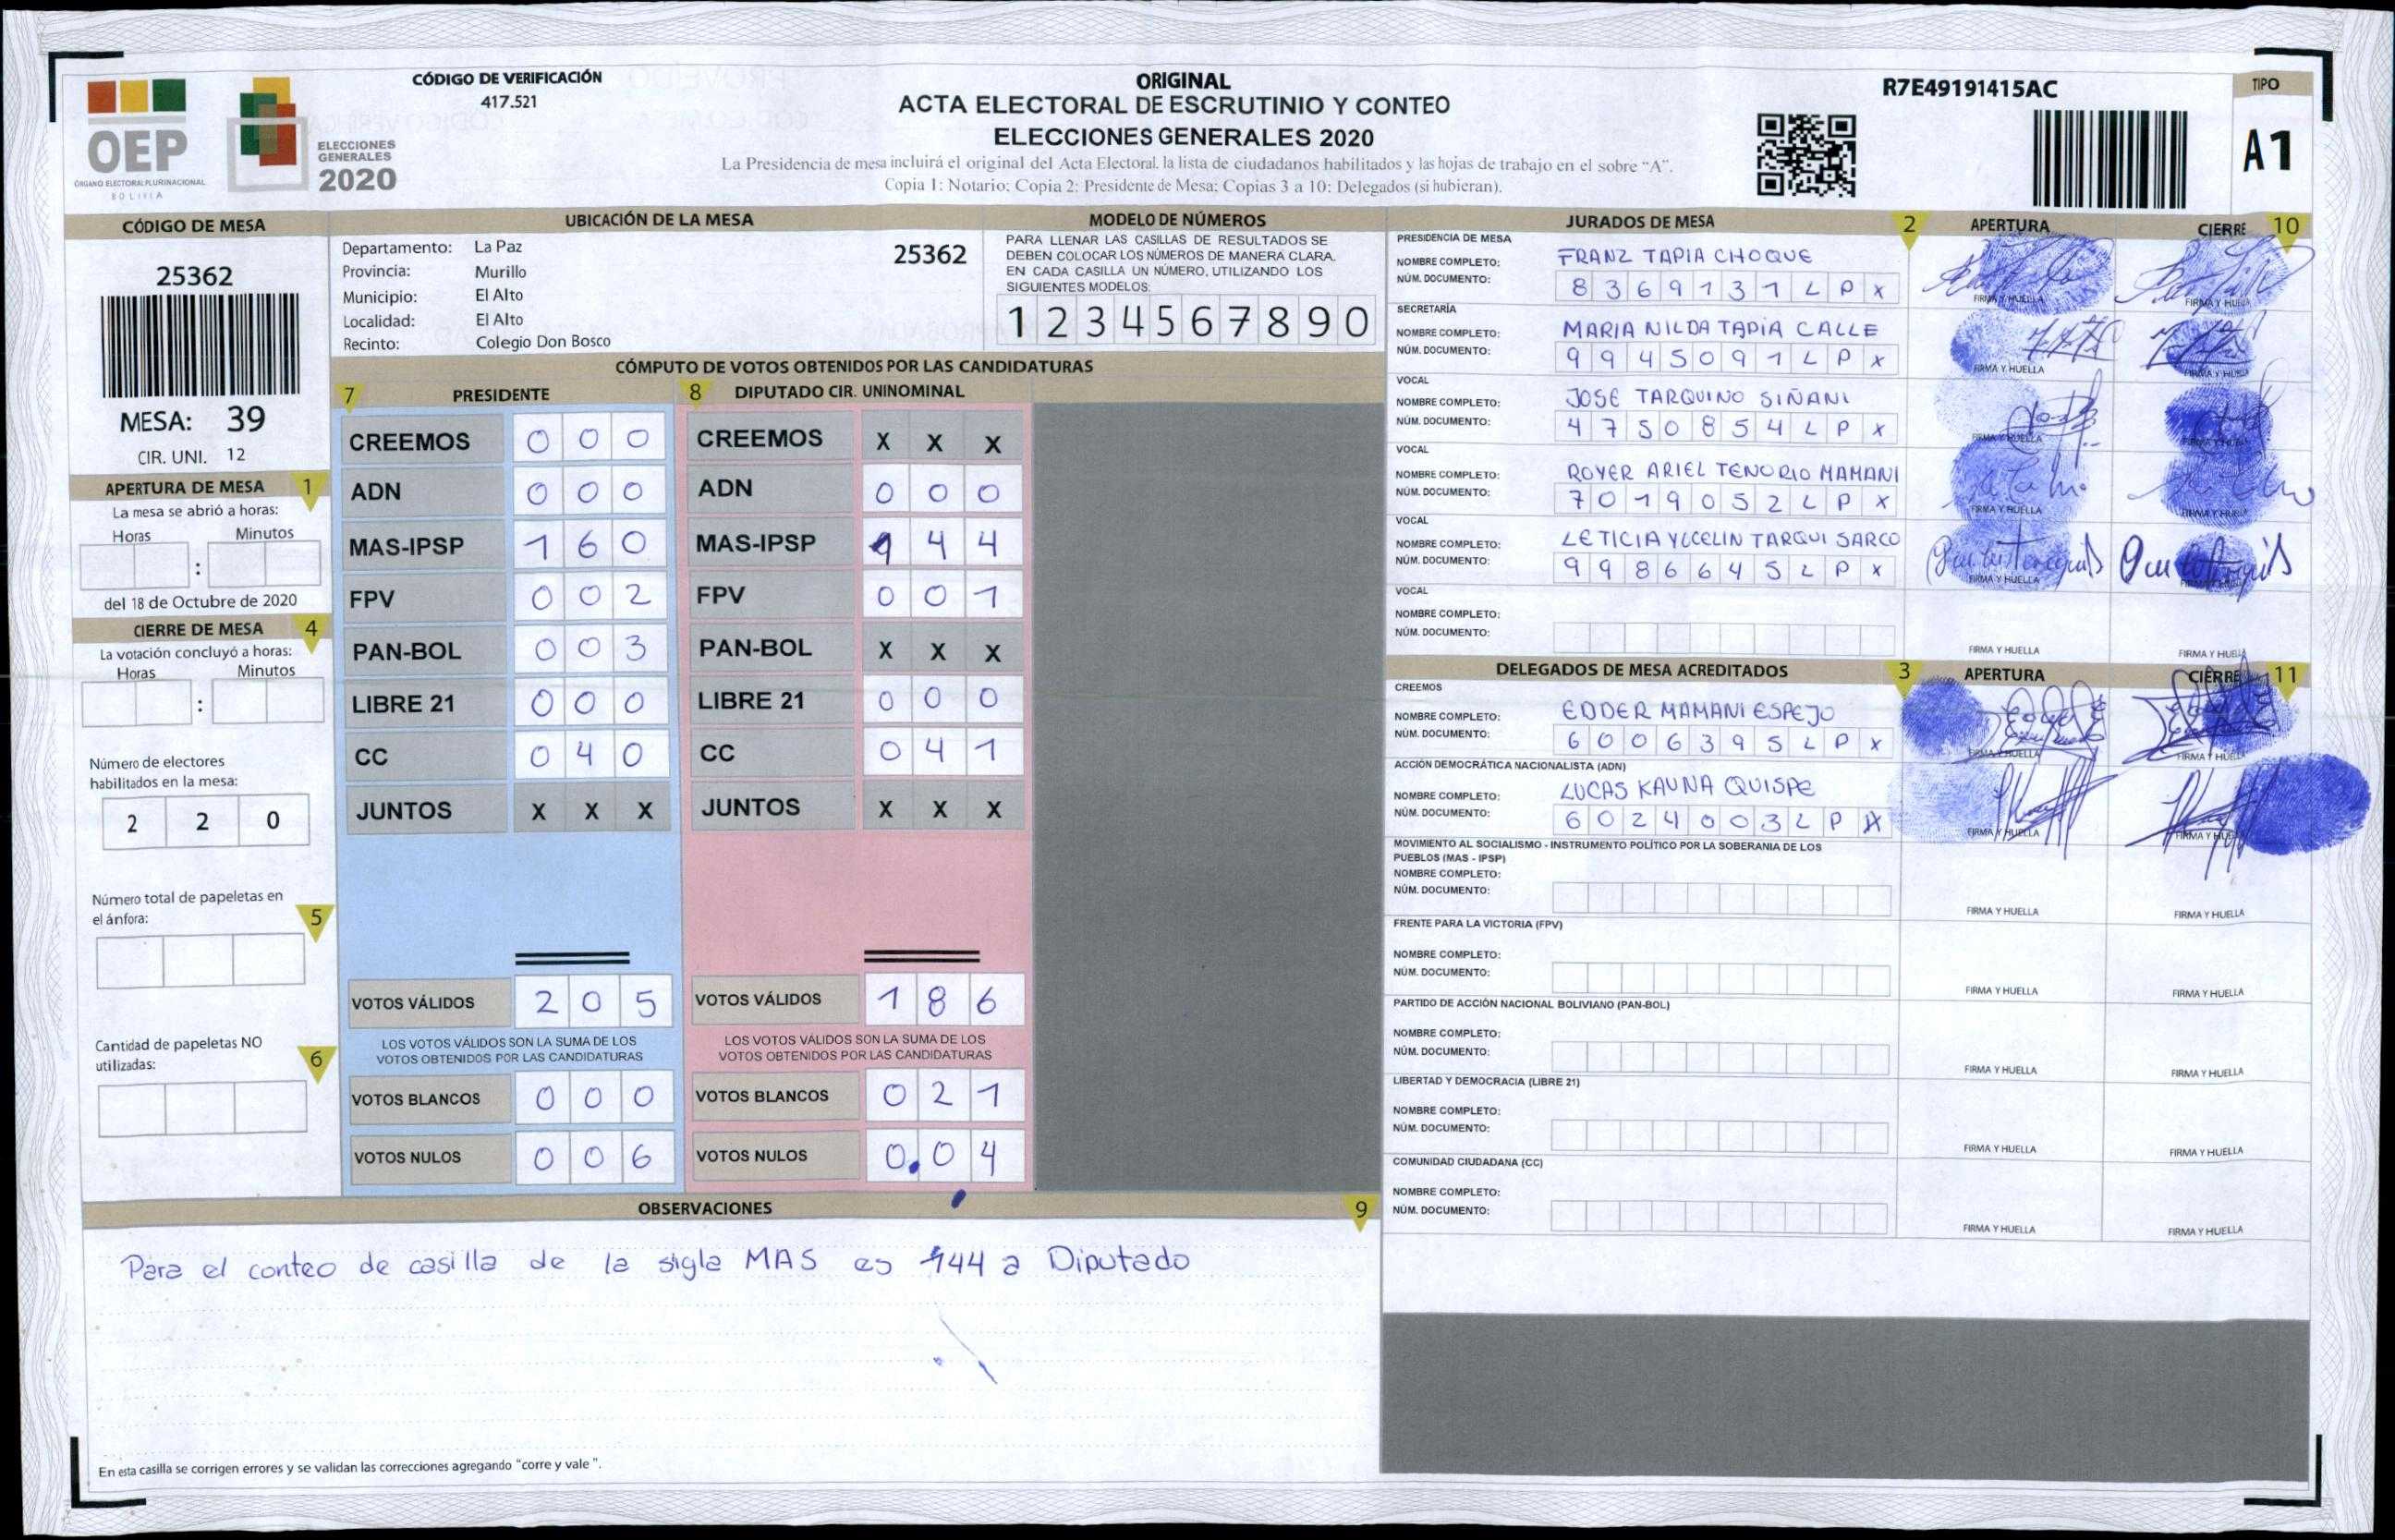 CÓDIGO DE VERIFICACIÓN
417.521
ORIGINAL
ACTA ELECTORAL DE ESCRUTINIO Y CONTEO
ELECCIONES GENERALES 2020
La Presidencia de mesa incluirá el original del Acta Electoral. la lista de ciudadanos habilitados y las hojas de trabajo en el sobre “A”.
Copia 1: Notario; Copia 2: Presidente de Mesa; Copias 3 a 10: Delegados (si hubieran).
R7E49191415AC
TIPO
A1
OEP
ÓRGANO ELECTORAL PLURINACIONAL
BOLIVIA
ELECCIONES
GENERALES
2020
CÓDIGO DE MESA
25362
MESA: 39
CIR. UNI. 12
APERTURA DE MESA 1
La mesa se abrió a horas:
Horas Minutos
:
del 18 de Octubre de 2020
CIERRE DE MESA 4
La votación concluyó a horas:
Horas Minutos
:
Número de electores
habilitados en la mesa:
2 2 0
Número total de papeletas en
el ánfora: 5
Cantidad de papeletas NO
utilizadas: 6
UBICACIÓN DE LA MESA
Departamento: La Paz 25362
Provincia: Murillo
Municipio: El Alto
Localidad: El Alto
Recinto: Colegio Don Bosco
MODELO DE NÚMEROS
PARA LLENAR LAS CASILLAS DE RESULTADOS SE
DEBEN COLOCAR LOS NÚMEROS DE MANERA CLARA.
EN CADA CASILLA UN NÚMERO, UTILIZANDO LOS
SIGUIENTES MODELOS:
1 2 3 4 5 6 7 8 9 0
CÓMPUTO DE VOTOS OBTENIDOS POR LAS CANDIDATURAS
7 PRESIDENTE
CREEMOS 0 0 0
ADN 0 0 0
MAS-IPSP 1 6 0
FPV 0 0 2
PAN-BOL 0 0 3
LIBRE 21 0 0 0
CC 0 4 0
JUNTOS X X X
VOTOS VÁLIDOS 2 0 5
LOS VOTOS VÁLIDOS SON LA SUMA DE LOS
VOTOS OBTENIDOS POR LAS CANDIDATURAS
VOTOS BLANCOS 0 0 0
VOTOS NULOS 0 0 6
8 DIPUTADO CIR. UNINOMINAL
CREEMOS X X X
ADN 0 0 0
MAS-IPSP 1 4 4
FPV 0 0 1
PAN-BOL X X X
LIBRE 21 0 0 0
CC 0 4 1
JUNTOS X X X
VOTOS VÁLIDOS 1 8 6
LOS VOTOS VÁLIDOS SON LA SUMA DE LOS
VOTOS OBTENIDOS POR LAS CANDIDATURAS
VOTOS BLANCOS 0 2 1
VOTOS NULOS 0 0 4
OBSERVACIONES 9
Para el conteo de casilla de la sigla MAS es 144 a Diputado
En esta casilla se corrigen errores y se validan las correcciones agregando “corre y vale”.
JURADOS DE MESA 2 APERTURA CIERRE 10
PRESIDENCIA DE MESA
NOMBRE COMPLETO: FRANZ TAPIA CHOQUE
NÚM. DOCUMENTO: 8 3 6 9 1 3 1 L P X
FIRMA Y HUELLA FIRMA Y HUELLA
SECRETARÍA
NOMBRE COMPLETO: MARIA NILDA TAPIA CALLE
NÚM. DOCUMENTO: 9 9 4 5 0 9 1 L P X
FIRMA Y HUELLA FIRMA Y HUELLA
VOCAL
NOMBRE COMPLETO: JOSE TARQUINO SIÑANI
NÚM. DOCUMENTO: 4 7 5 0 8 5 4 L P X
FIRMA Y HUELLA FIRMA Y HUELLA
VOCAL
NOMBRE COMPLETO: ROYER ARIEL TENORIO MAMANI
NÚM. DOCUMENTO: 7 0 1 9 0 5 2 L P X
FIRMA Y HUELLA FIRMA Y HUELLA
VOCAL
NOMBRE COMPLETO: LETICIA YLCELIN TARQUI SARCO
NÚM. DOCUMENTO: 9 9 8 6 6 4 5 L P X
FIRMA Y HUELLA FIRMA Y HUELLA
VOCAL
NOMBRE COMPLETO:
NÚM. DOCUMENTO:
FIRMA Y HUELLA FIRMA Y HUELLA
DELEGADOS DE MESA ACREDITADOS 3 APERTURA CIERRE 11
CREEMOS
NOMBRE COMPLETO: EDDER MAMANI ESPEJO
NÚM. DOCUMENTO: 6 0 0 6 3 9 5 L P X
FIRMA Y HUELLA FIRMA Y HUELLA
ACCIÓN DEMOCRÁTICA NACIONALISTA (ADN)
NOMBRE COMPLETO: LUCAS KAUNA QUISPE
NÚM. DOCUMENTO: 6 0 2 4 0 0 3 L P X
FIRMA Y HUELLA FIRMA Y HUELLA
MOVIMIENTO AL SOCIALISMO - INSTRUMENTO POLÍTICO POR LA SOBERANIA DE LOS
PUEBLOS (MAS - IPSP)
NOMBRE COMPLETO:
NÚM. DOCUMENTO:
FIRMA Y HUELLA FIRMA Y HUELLA
FRENTE PARA LA VICTORIA (FPV)
NOMBRE COMPLETO:
NÚM. DOCUMENTO:
FIRMA Y HUELLA FIRMA Y HUELLA
PARTIDO DE ACCIÓN NACIONAL BOLIVIANO (PAN-BOL)
NOMBRE COMPLETO:
NÚM. DOCUMENTO:
FIRMA Y HUELLA FIRMA Y HUELLA
LIBERTAD Y DEMOCRACIA (LIBRE 21)
NOMBRE COMPLETO:
NÚM. DOCUMENTO:
FIRMA Y HUELLA FIRMA Y HUELLA
COMUNIDAD CIUDADANA (CC)
NOMBRE COMPLETO:
NÚM. DOCUMENTO:
FIRMA Y HUELLA FIRMA Y HUELLA